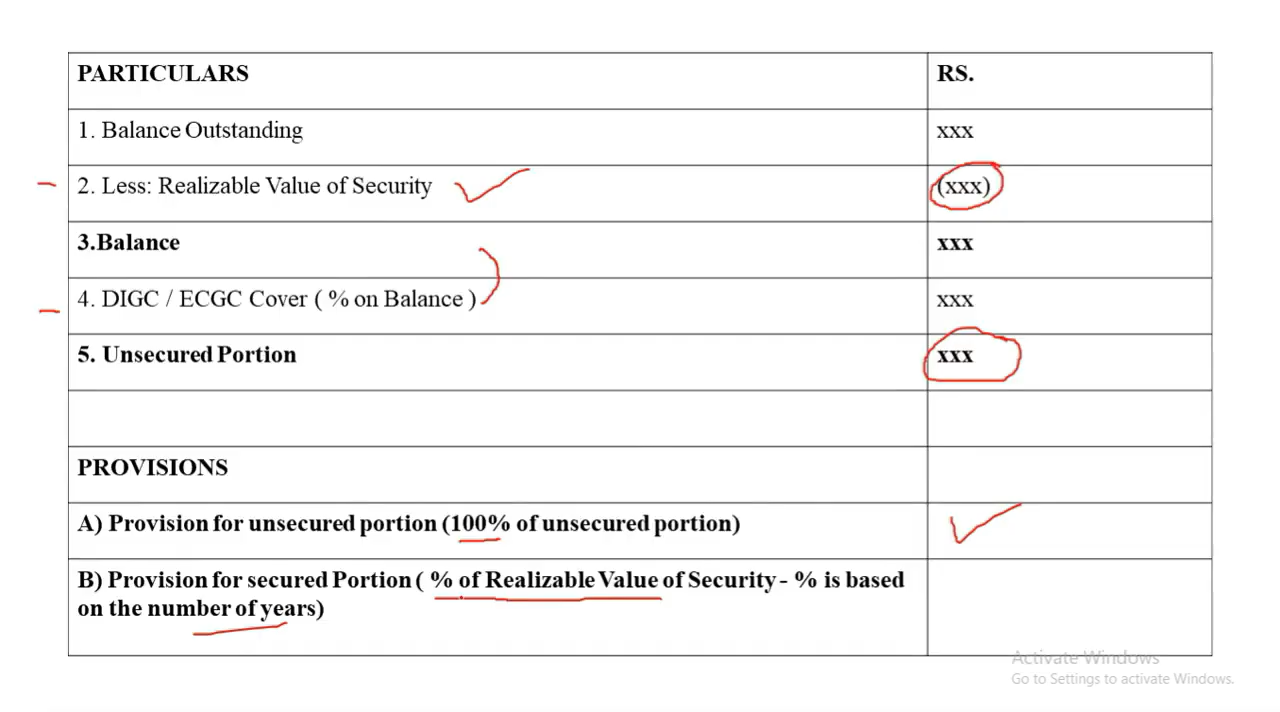 PARTICULARS RS.
1. Balance Outstanding xxx
2. Less: Realizable Value of Security (xxx)
3.Balance xxx
4. DIGC / ECGC Cover ( % on Balance ) xxx
5. Unsecured Portion xxx
PROVISIONS
A) Provision for unsecured portion (100% of unsecured portion)
B) Provision for secured Portion ( % of Realizable Value of Security - % is based
on the number of years)
Activate Windows
Go to Settings to activate Windows.